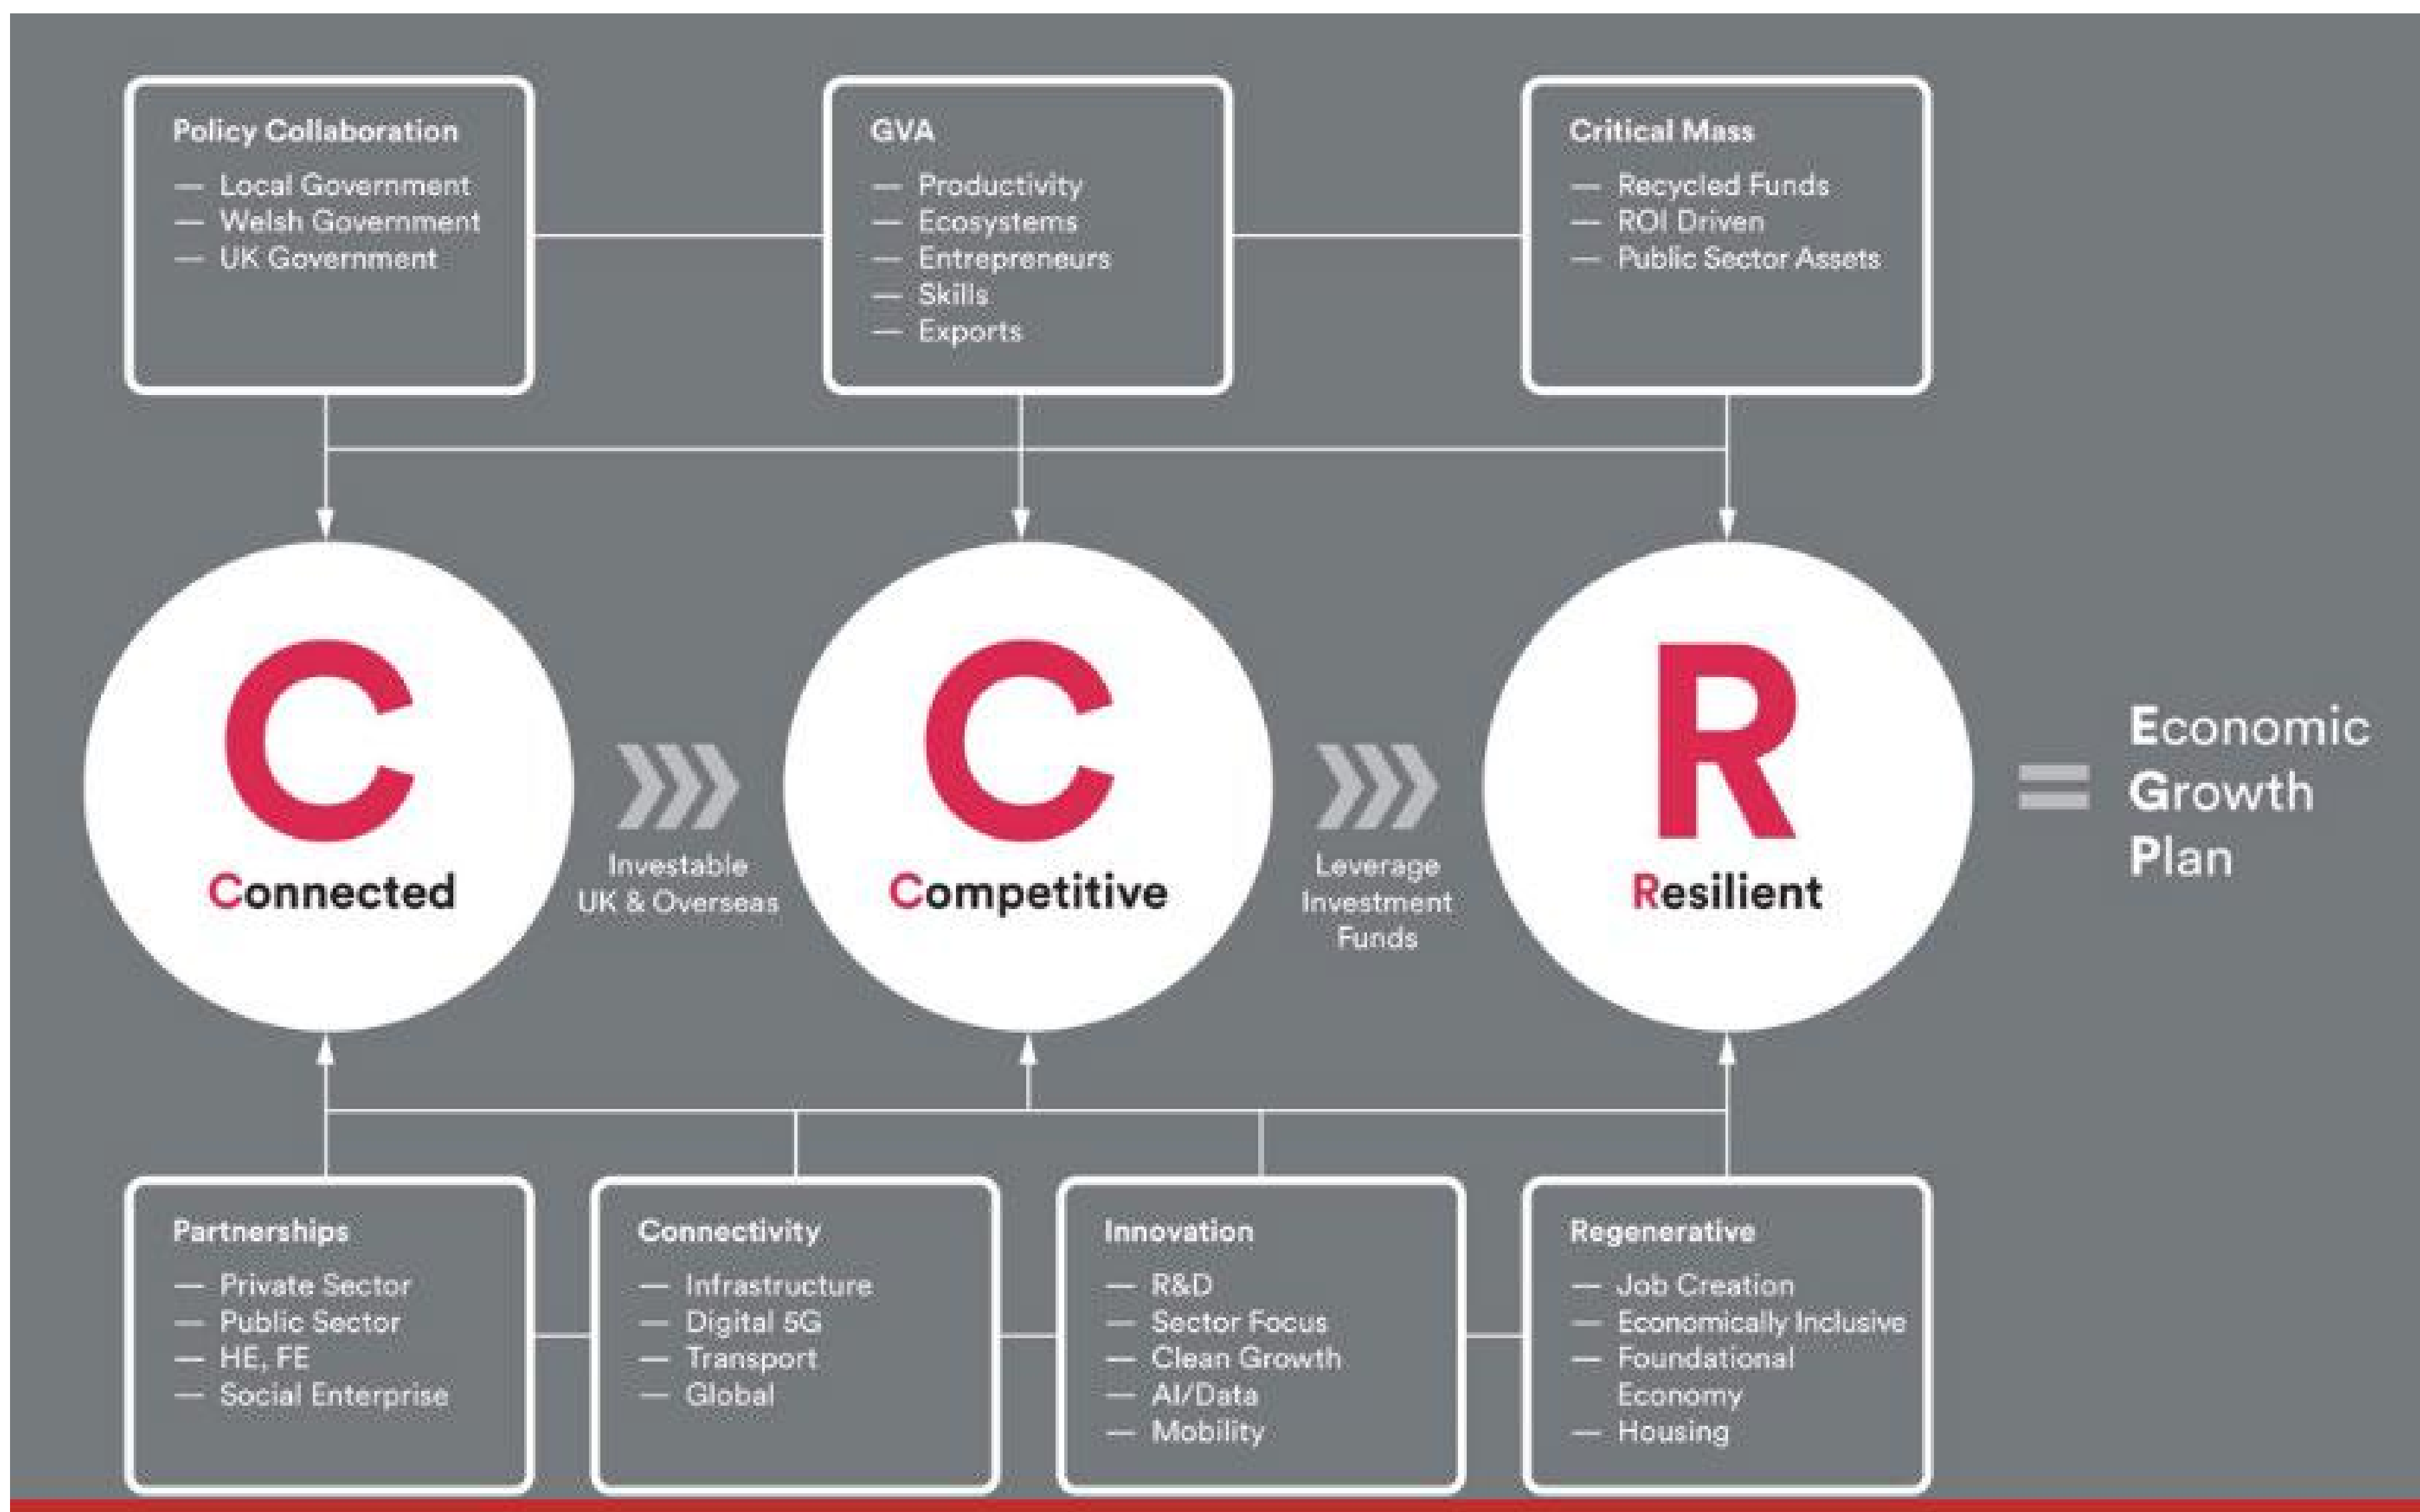 Policy Collaboration
— Local Government
— Welsh Government
— UK Government
GVA
— Productivity
— Ecosystems
— Entrepreneurs
— Skills
— Exports
Critical Mass
— Recycled Funds
— ROI Driven
— Public Sector Assets
C
Connected
Investable
UK & Overseas
C
Competitive
Leverage
Investment
Funds
R
Resilient
=
Economic
Growth
Plan
Partnerships
— Private Sector
— Public Sector
— HE, FE
— Social Enterprise
Connectivity
— Infrastructure
— Digital 5G
— Transport
— Global
Innovation
— R&D
— Sector Focus
— Clean Growth
— AI/Data
— Mobility
Regenerative
— Job Creation
— Economically Inclusive
— Foundational
Economy
— Housing